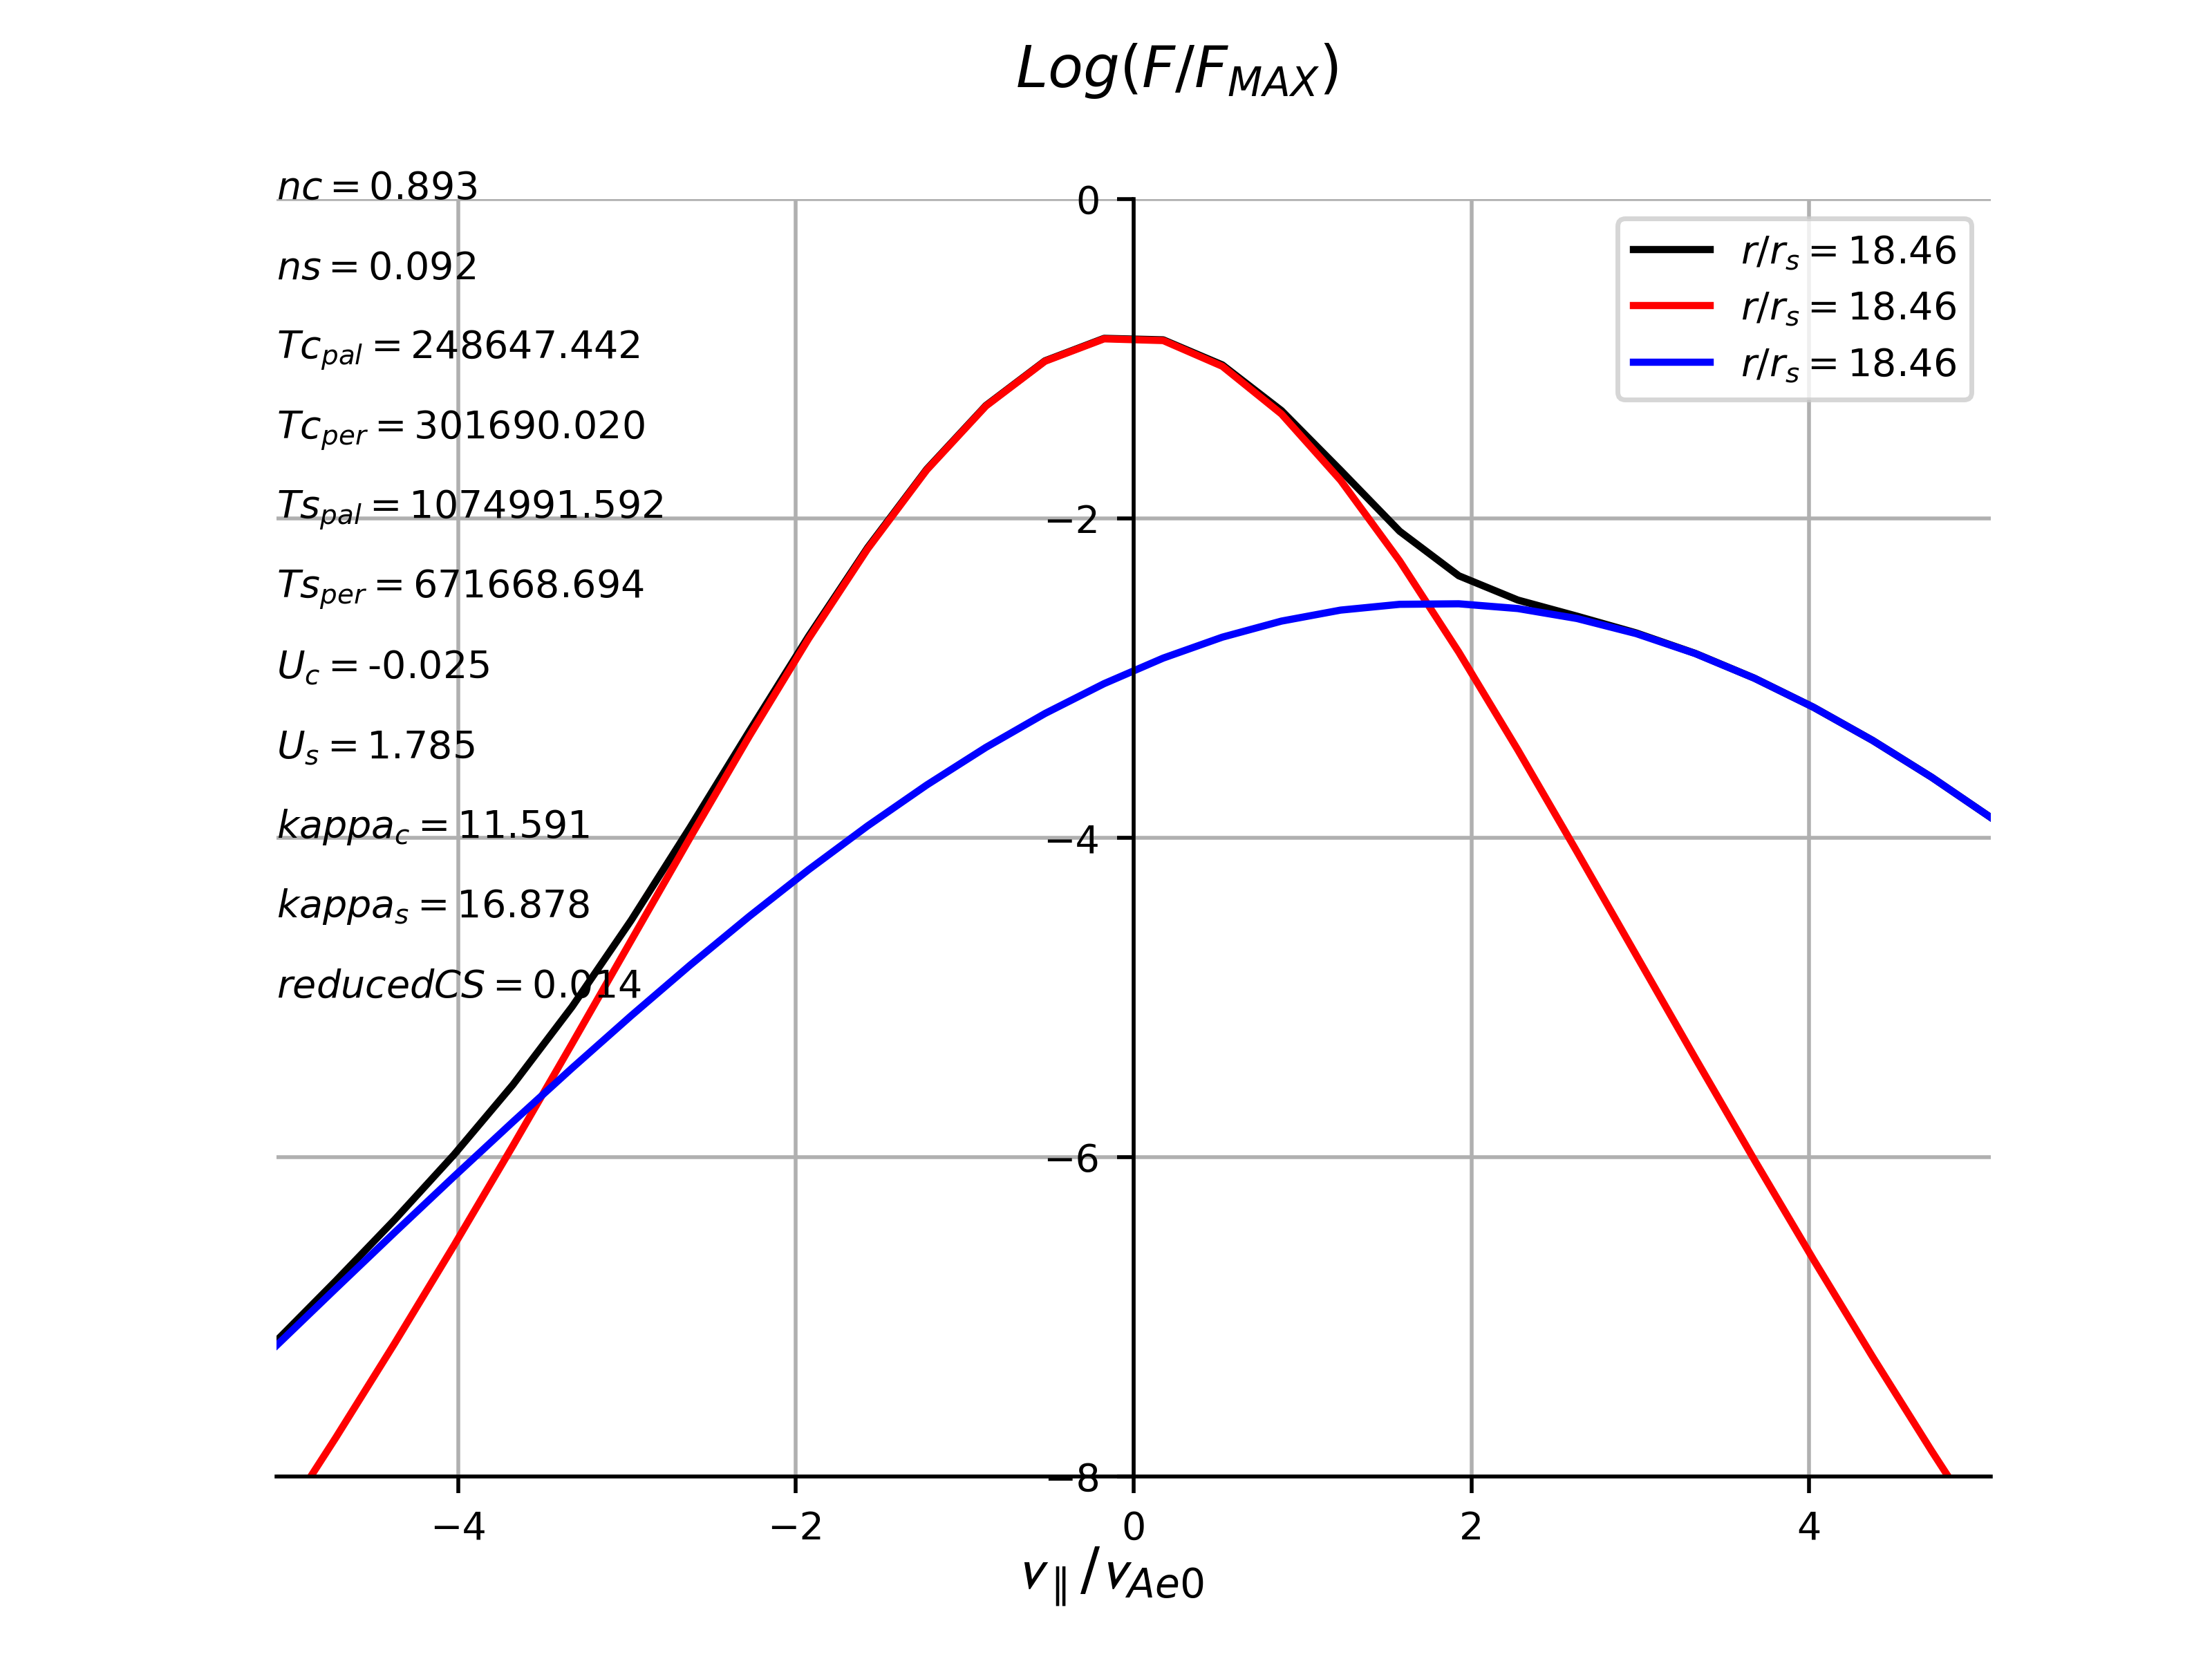 Log(F/F_MAX)
nc = 0.893
ns = 0.092
Tc_pal = 248647.442
Tc_per = 301690.020
Ts_pal = 1074991.592
Ts_per = 671668.694
U_c = -0.025
U_s = 1.785
kappa_c = 11.591
kappa_s = 16.878
reducedCS = 0.014
0
−2
−4
−6
−8
r/r_s = 18.46
r/r_s = 18.46
r/r_s = 18.46
−4 −2 0 2 4
v_∥/v_Ae0